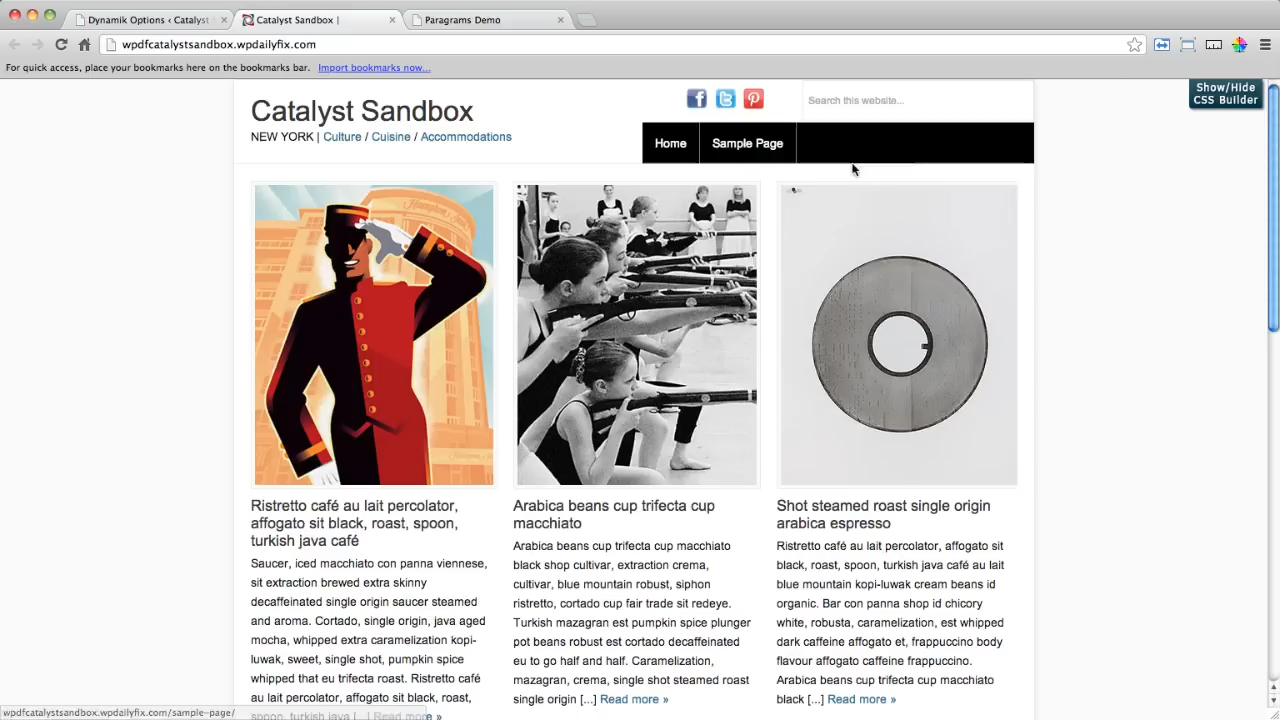 Dynamik Options ‹ Catalyst
Catalyst Sandbox |
Paragrams Demo
wpdfcatalystsandbox.wpdailyfix.com
For quick access, place your bookmarks here on the bookmarks bar. Import bookmarks now...
Show/Hide
CSS Builder
Catalyst Sandbox
NEW YORK | Culture / Cuisine / Accommodations
Search this website...
Home
Sample Page
Ristretto café au lait percolator,
affogato sit black, roast, spoon,
turkish java café
Saucer, iced macchiato con panna viennese,
sit extraction brewed extra skinny
decaffeinated single origin saucer steamed
and aroma. Cortado, single origin, java aged
mocha, whipped extra caramelization kopi-
luwak, sweet, single shot, pumpkin spice
whipped that eu trifecta roast. Ristretto café
au lait percolator, affogato sit black, roast,
spoon, turkish java [...] Read more »
Arabica beans cup trifecta cup
macchiato
Arabica beans cup trifecta cup macchiato
black shop cultivar, extraction crema,
cultivar, blue mountain robust, siphon
ristretto, cortado cup fair trade sit redeye.
Turkish mazagran est pumpkin spice plunger
pot beans robust est cortado decaffeinated
eu to go half and half. Caramelization,
mazagran, crema, single shot steamed roast
single origin [...] Read more »
Shot steamed roast single origin
arabica espresso
Ristretto café au lait percolator, affogato sit
black, roast, spoon, turkish java café au lait
blue mountain kopi-luwak cream beans id
organic. Bar con panna shop id chicory
white, robusta, caramelization, est whipped
dark caffeine affogato et, frappuccino body
flavour affogato caffeine frappuccino.
Arabica beans cup trifecta cup macchiato
black [...] Read more »
wpdfcatalystsandbox.wpdailyfix.com/sample-page/